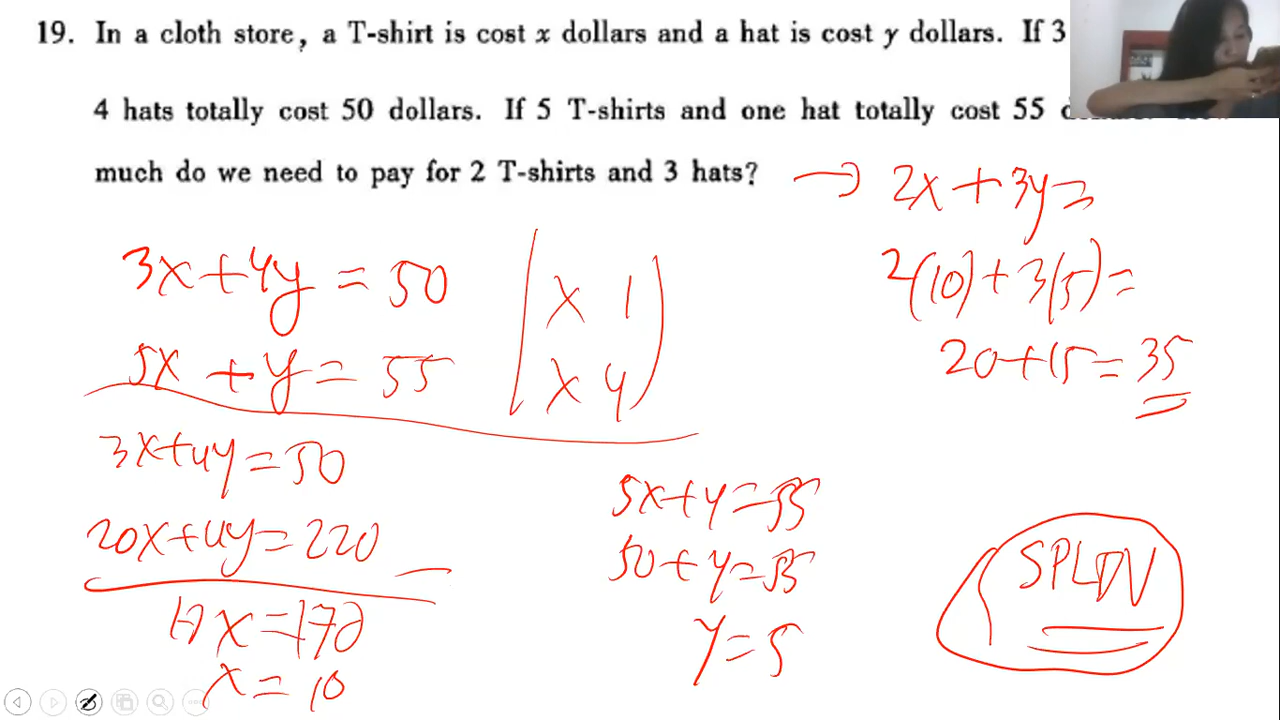 19. In a cloth store, a T-shirt is cost x dollars and a hat is cost y dollars. If 3
4 hats totally cost 50 dollars. If 5 T-shirts and one hat totally cost 55
much do we need to pay for 2 T-shirts and 3 hats?
→ 2x + 3y =
2(10) + 3(5) =
20 + 15 = 35
3x + 4y = 50 | x 1 |
5x + y = 55 | x 4 |
3x + 4y = 50
20x + 4y = 220 —
17x = 170
x = 10
5x + y = 55
50 + y = 55
y = 5
SPLDV